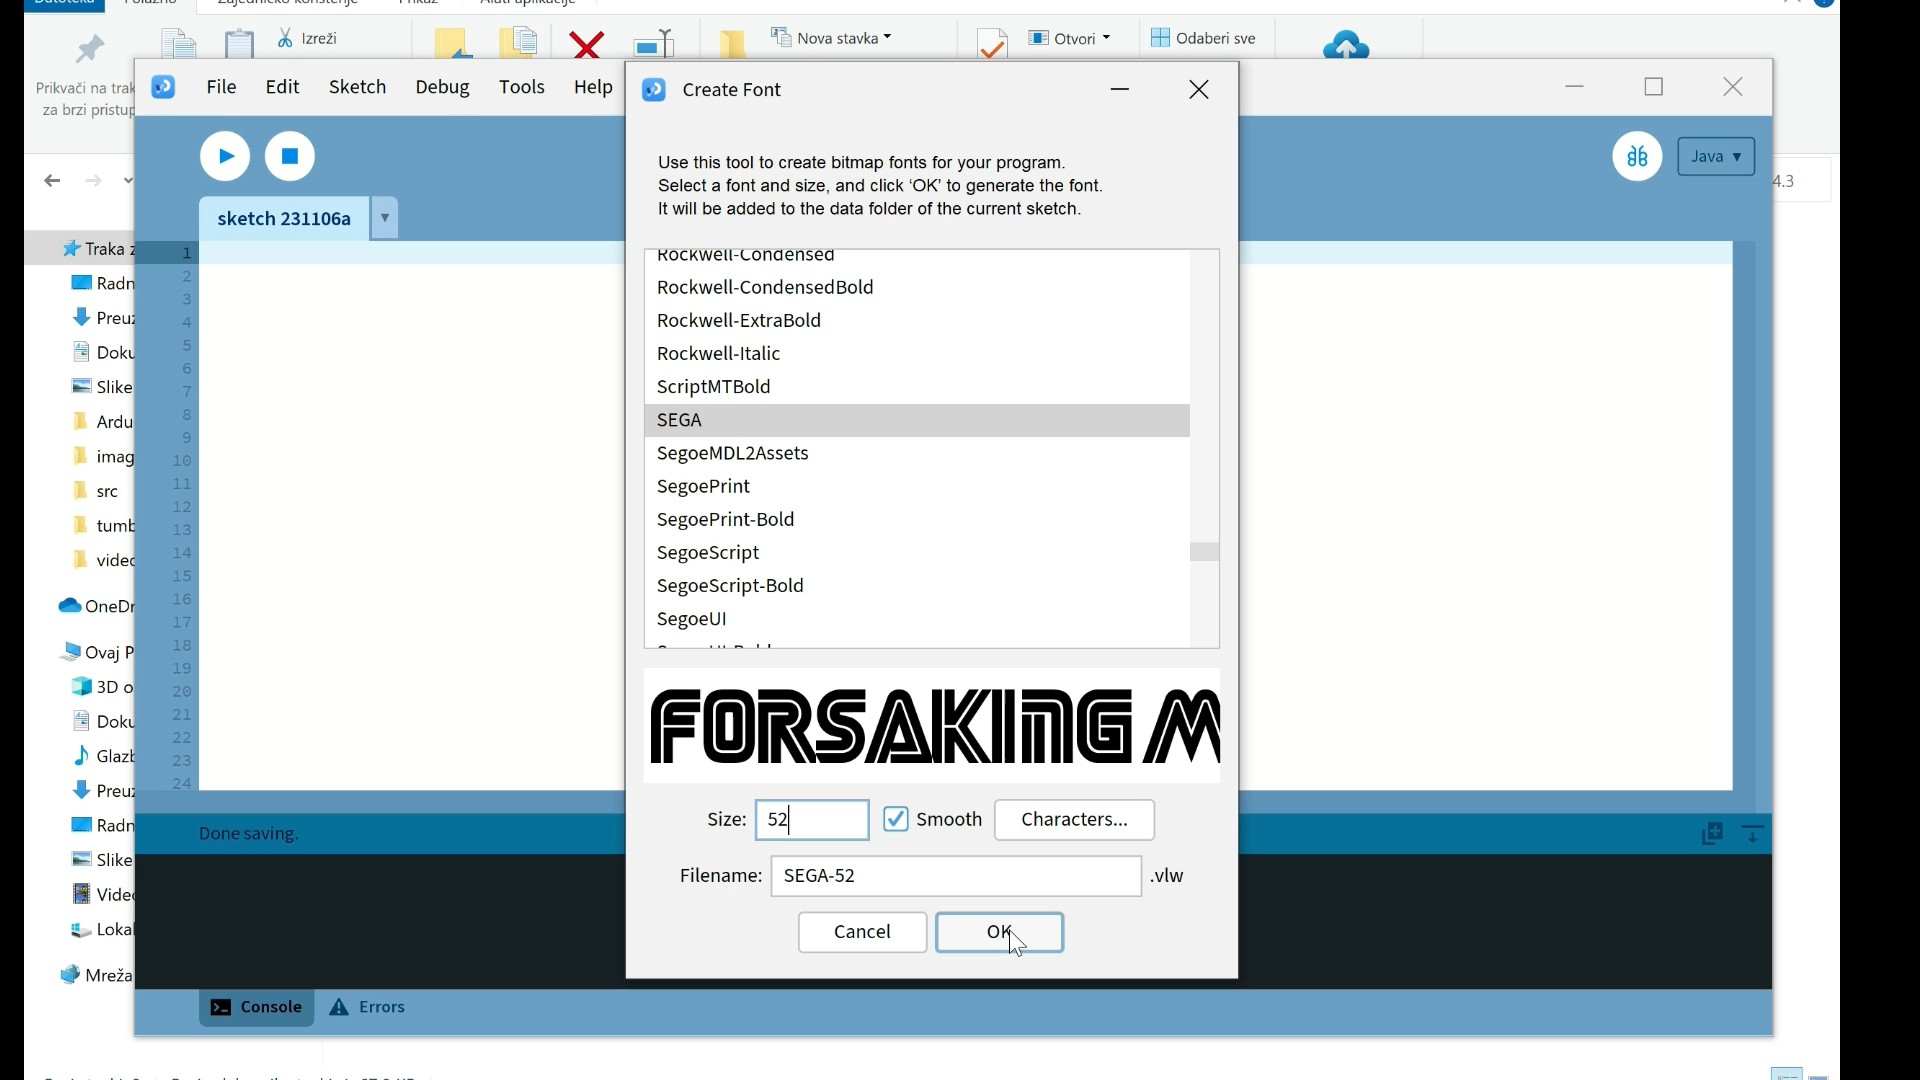 Izreži
Nova stavka
Otvori
Odaberi sve
Prikvači na trak
za brzi pristup
File Edit Sketch Debug Tools Help
Create Font
Java
4.3
sketch 231106a
Use this tool to create bitmap fonts for your program.
Select a font and size, and click ‘OK’ to generate the font.
It will be added to the data folder of the current sketch.
Traka z
Radn
Preuz
Doku
Slike
Ardu
imag
src
tumb
videc
OneDr
Ovaj P
3D o
Doku
Glazb
Preuz
Radn
Slike
Videc
Lokal
Mreža
1
2
3
4
5
6
7
8
9
10
11
12
13
14
15
16
17
18
19
20
21
22
23
24
Rockwell-Condensed
Rockwell-CondensedBold
Rockwell-ExtraBold
Rockwell-Italic
ScriptMTBold
SEGA
SegoeMDL2Assets
SegoePrint
SegoePrint-Bold
SegoeScript
SegoeScript-Bold
SegoeUI
FORSAKING M
Size: 52 Smooth Characters...
Filename: SEGA-52 .vlw
Cancel OK
Done saving.
Console Errors